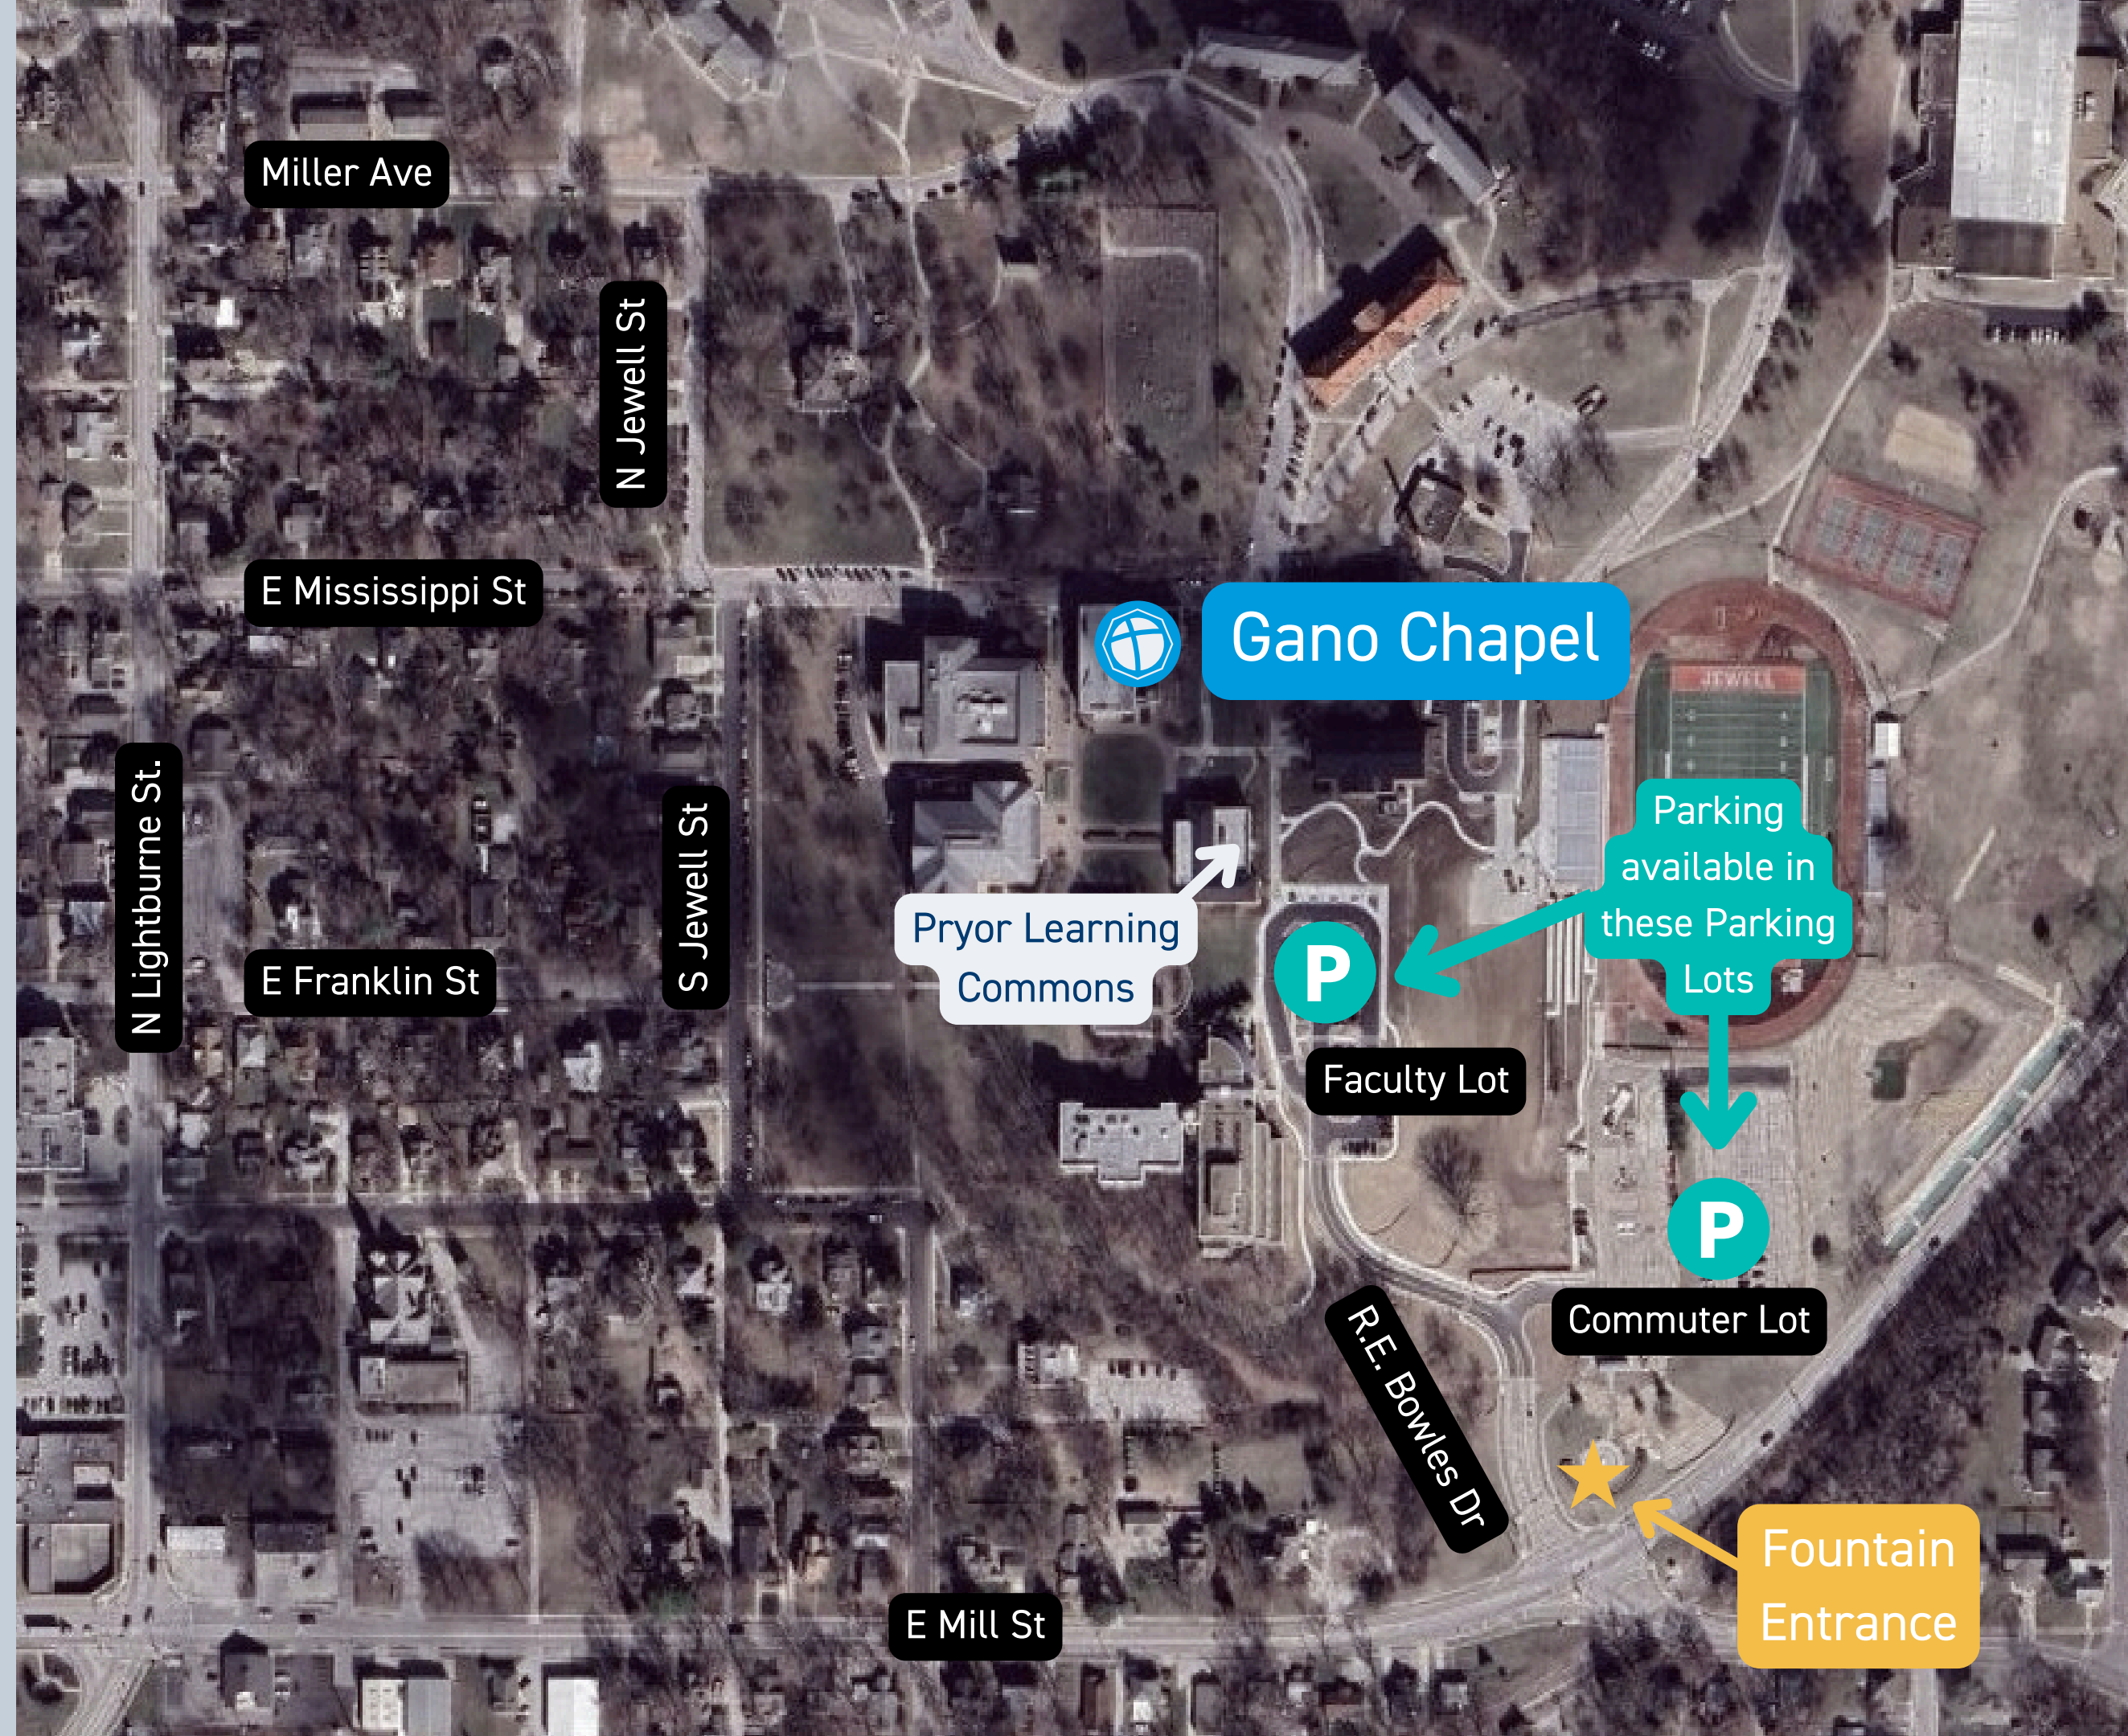 Miller Ave
N Jewell St
E Mississippi St
Gano Chapel
JEWELL
N Lightburne St.
S Jewell St
Parking
available in
these Parking
Lots
Pryor Learning
Commons
E Franklin St
P
Faculty Lot
P
Commuter Lot
R.E. Bowles Dr
Fountain
Entrance
E Mill St